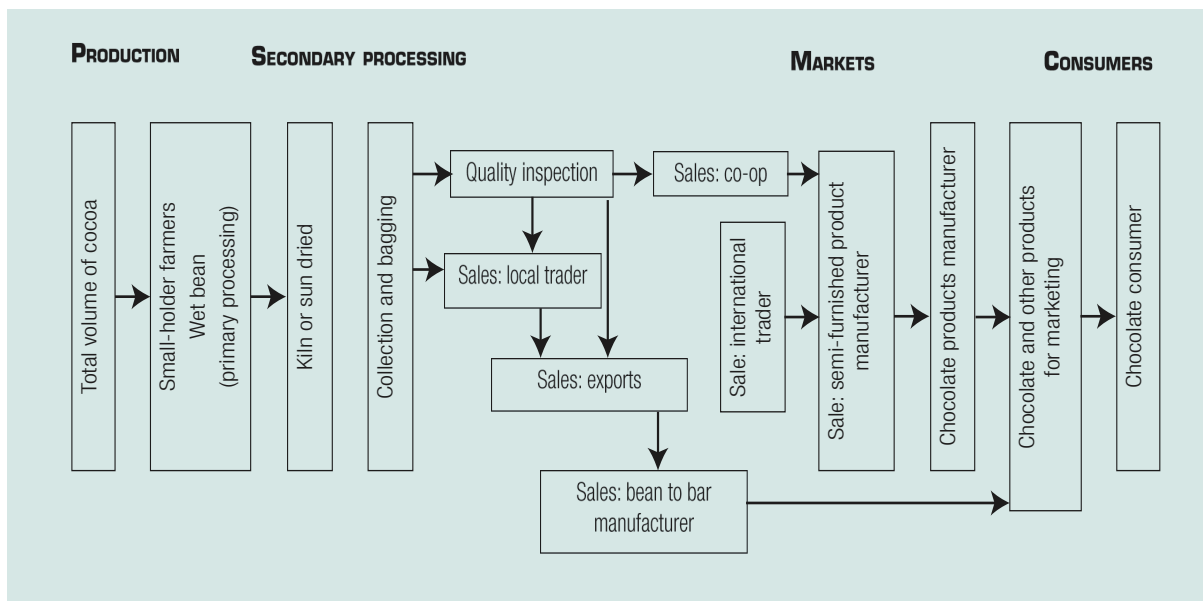 PRODUCTION
SECONDARY PROCESSING
MARKETS
CONSUMERS
Total volume of cocoa
Small-holder farmers
Wet bean
(primary processing)
Kiln or sun dried
Collection and bagging
Quality inspection
Sales: local trader
Sales: exports
Sales: bean to bar
manufacturer
Sales: co-op
Sale: international
trader
Sale: semi-furnished product
manufacturer
Chocolate products manufacturer
Chocolate and other products
for marketing
Chocolate consumer